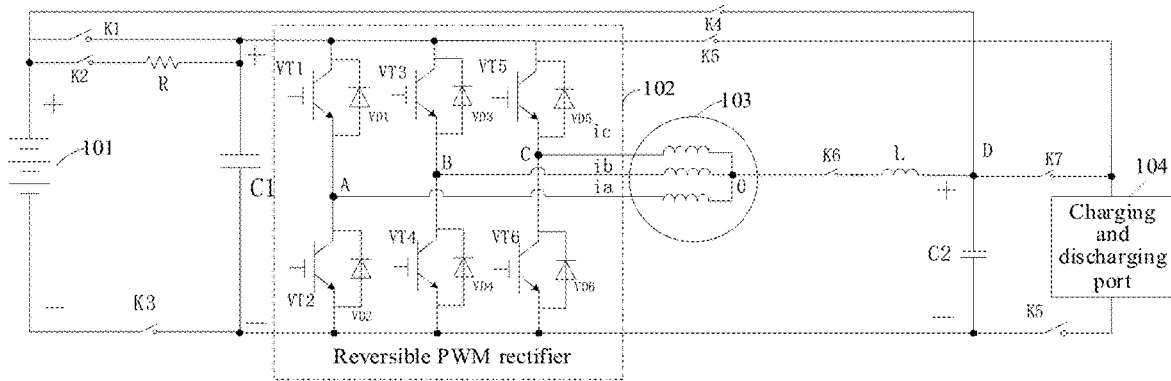 K4
K1
K5
K2
R
+
+
VT1
VD1
VT3
VD3
VT5
VD5
102
103
101
C1
A
B
C
ic
ib
ia
O
K6
L
D
K7
104
+
Charging
and
discharging
port
C2
VT2
VD2
VT4
VD4
VT6
VD6
K3
K5
Reversible PWM rectifier